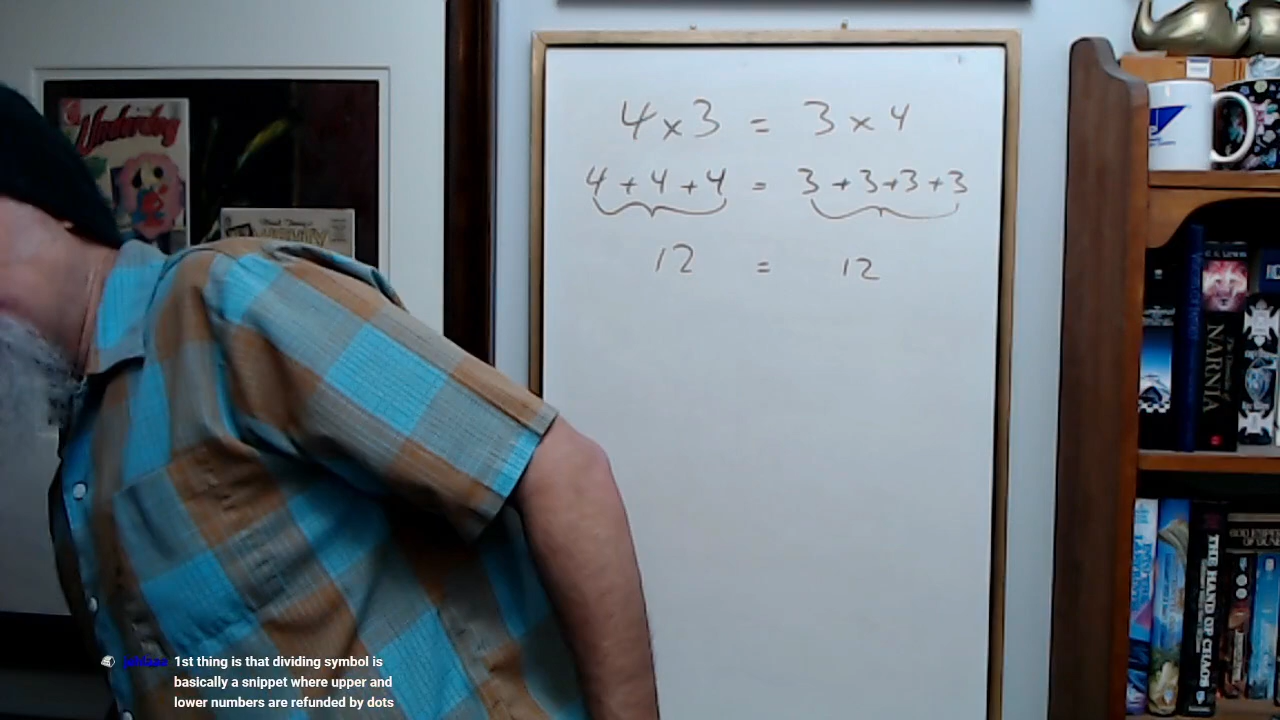 Underdog
4 x 3 = 3 x 4
4 + 4 + 4 = 3 + 3 + 3 + 3
12 = 12
NARNIA
THE HAND OF CHAOS
1st thing is that dividing symbol is
basically a snippet where upper and
lower numbers are refunded by dots